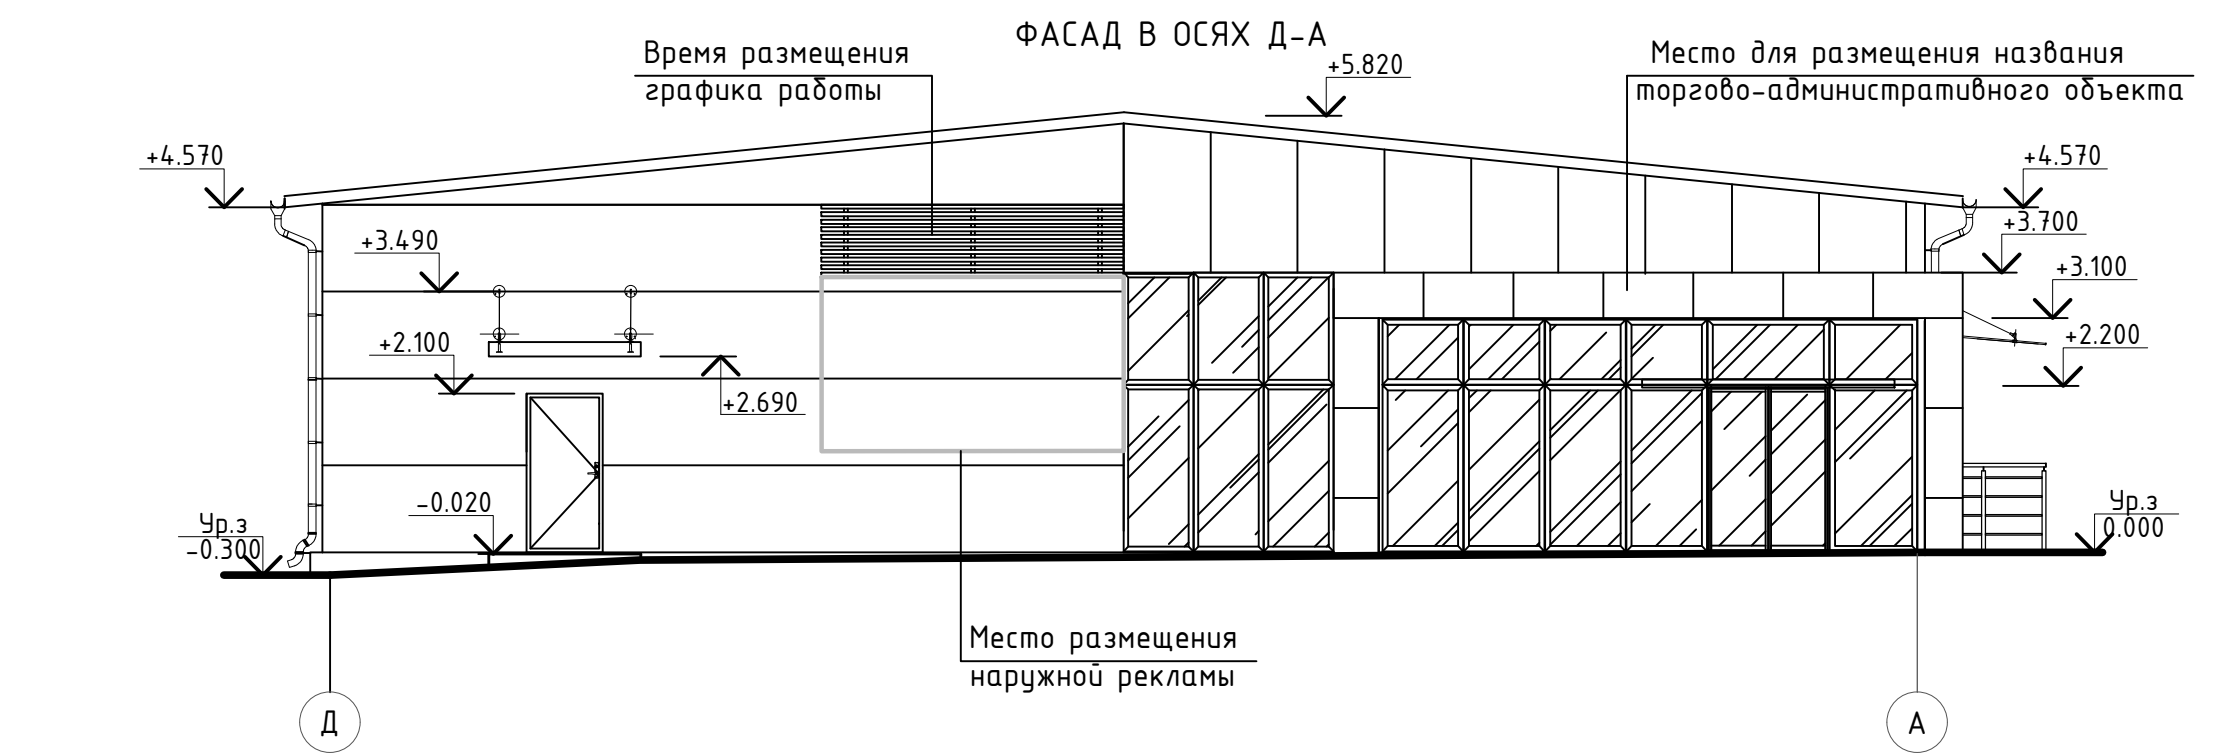 ФАСАД В ОСЯХ Д-А
Время размещения
графика работы
+5.820
Место для размещения названия
торгово-административного объекта
+4.570
+4.570
+3.700
+3.490
+3.100
+2.100
+2.200
+2.690
-0.020
Ур.з
-0.300
Ур.з
0.000
Место размещения
наружной рекламы
Д
А